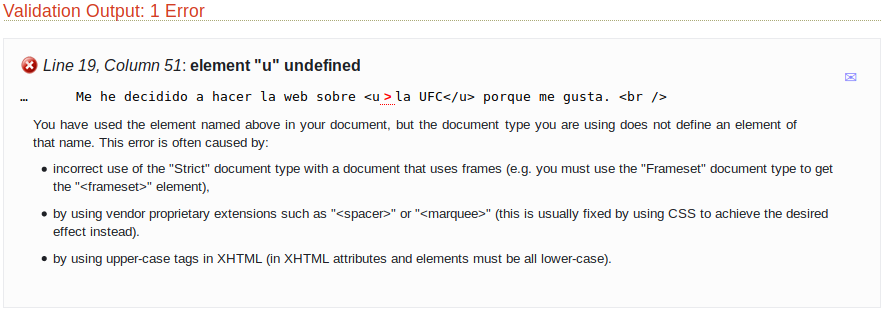 Validation Output: 1 Error
Line 19, Column 51: element "u" undefined
… Me he decidido a hacer la web sobre <u>la UFC</u> porque me gusta. <br />
You have used the element named above in your document, but the document type you are using does not define an element of
that name. This error is often caused by:
• incorrect use of the "Strict" document type with a document that uses frames (e.g. you must use the "Frameset" document type to get
the "<frameset>" element),
• by using vendor proprietary extensions such as "<spacer>" or "<marquee>" (this is usually fixed by using CSS to achieve the desired
effect instead).
• by using upper-case tags in XHTML (in XHTML attributes and elements must be all lower-case).